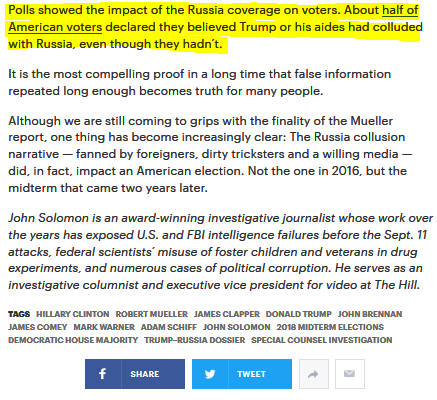 Polls showed the impact of the Russia coverage on voters. About half of
American voters declared they believed Trump or his aides had colluded
with Russia, even though they hadn't.
It is the most compelling proof in a long time that false information
repeated long enough becomes truth for many people.
Although we are still coming to grips with the finality of the Mueller
report, one thing has become increasingly clear: The Russia collusion
narrative — fanned by foreigners, dirty tricksters and a willing media —
did, in fact, impact an American election. Not the one in 2016, but the
midterm that came two years later.
John Solomon is an award-winning investigative journalist whose work over
the years has exposed U.S. and FBI intelligence failures before the Sept. 11
attacks, federal scientists' misuse of foster children and veterans in drug
experiments, and numerous cases of political corruption. He serves as an
investigative columnist and executive vice president for video at The Hill.
TAGS HILLARY CLINTON ROBERT MUELLER JAMES CLAPPER DONALD TRUMP JOHN BRENNAN
JAMES COMEY MARK WARNER ADAM SCHIFF JOHN SOLOMON 2018 MIDTERM ELECTIONS
DEMOCRATIC HOUSE MAJORITY TRUMP–RUSSIA DOSSIER SPECIAL COUNSEL INVESTIGATION
f SHARE TWEET